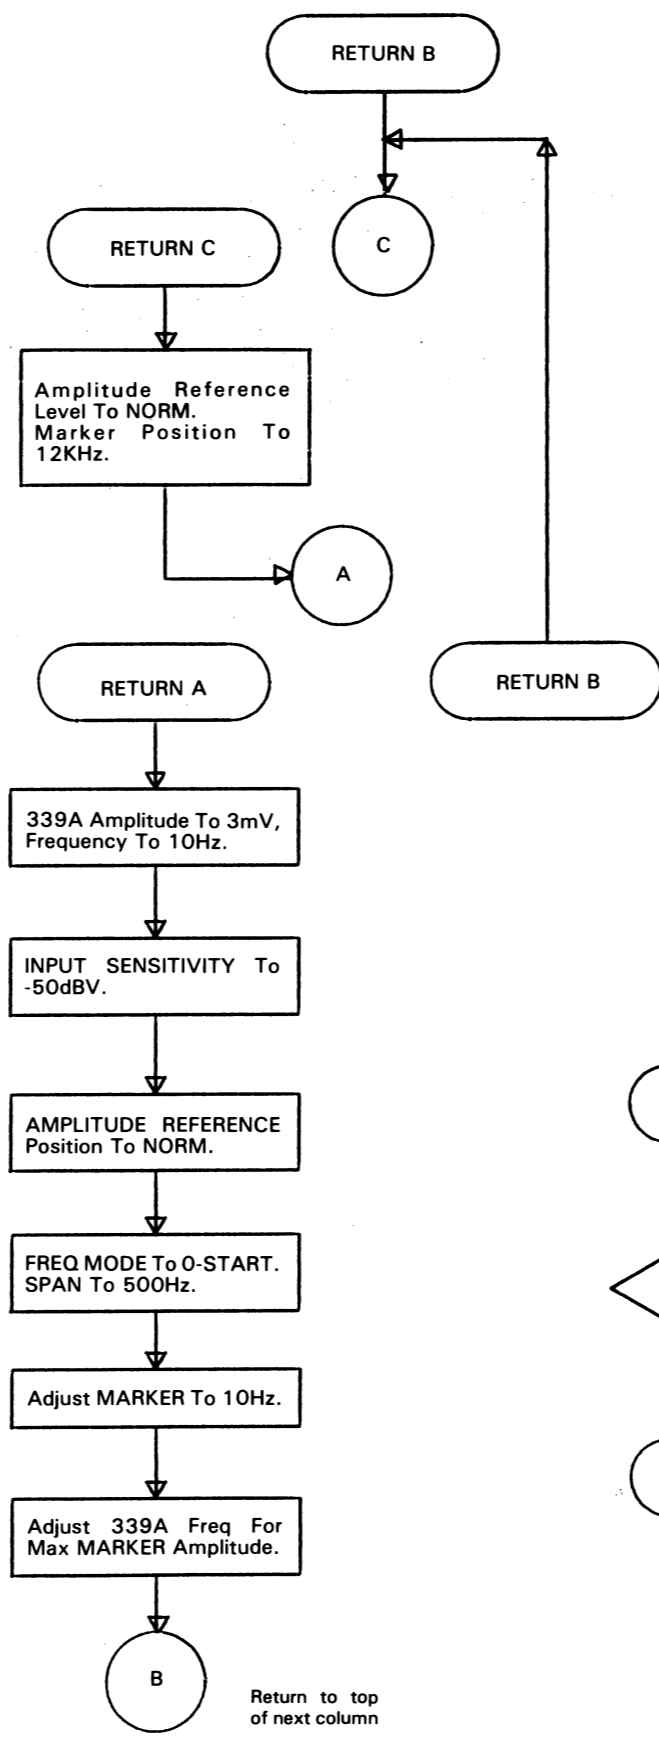 RETURN B
C
RETURN C
Amplitude Reference
Level To NORM.
Marker Position To
12KHz.
A
RETURN A
RETURN B
339A Amplitude To 3mV,
Frequency To 10Hz.
INPUT SENSITIVITY To
-50dBV.
AMPLITUDE REFERENCE
Position To NORM.
FREQ MODE To 0-START.
SPAN To 500Hz.
Adjust MARKER To 10Hz.
Adjust 339A Freq For
Max MARKER Amplitude.
B
Return to top
of next column